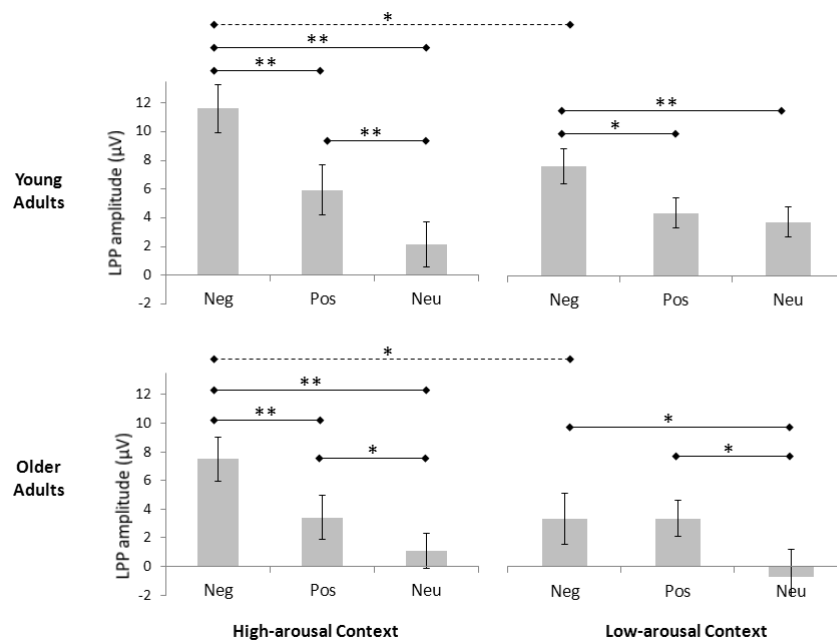 *
**
**
**
**
*
12
10
8
6
4
2
0
-2
LPP amplitude (µV)
Young
Adults
Neg
Pos
Neu
Neg
Pos
Neu
*
**
**
*
*
*
12
10
8
6
4
2
0
-2
LPP amplitude (µV)
Older
Adults
Neg
Pos
Neu
Neg
Pos
Neu
High-arousal Context
Low-arousal Context